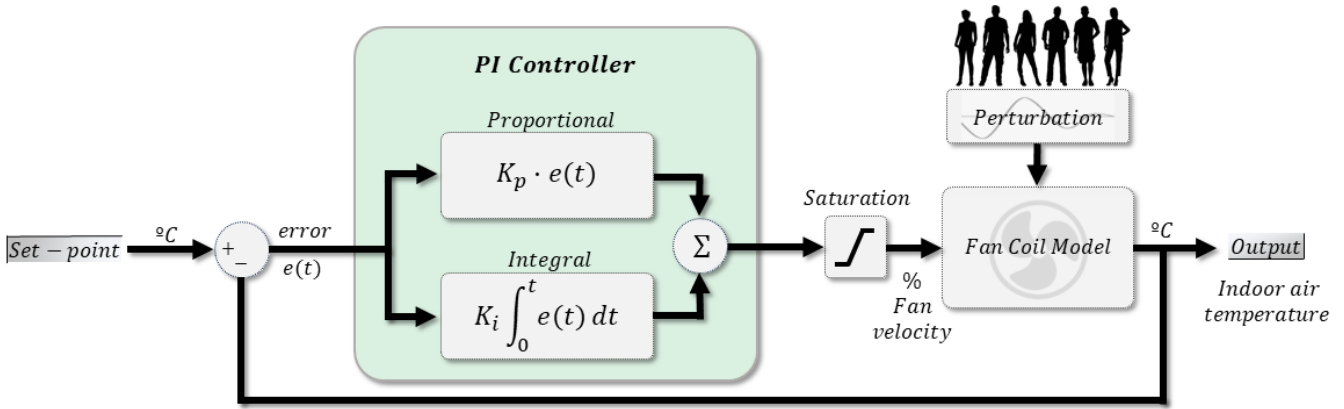 PI Controller
Proportional
K_p · e(t)
Perturbation
Saturation
Set − point
ºC
+
−
error
e(t)
Σ
Fan Coil Model
ºC
Output
Integral
K_i ∫_0^t e(t) dt
%
Fan
velocity
Indoor air
temperature